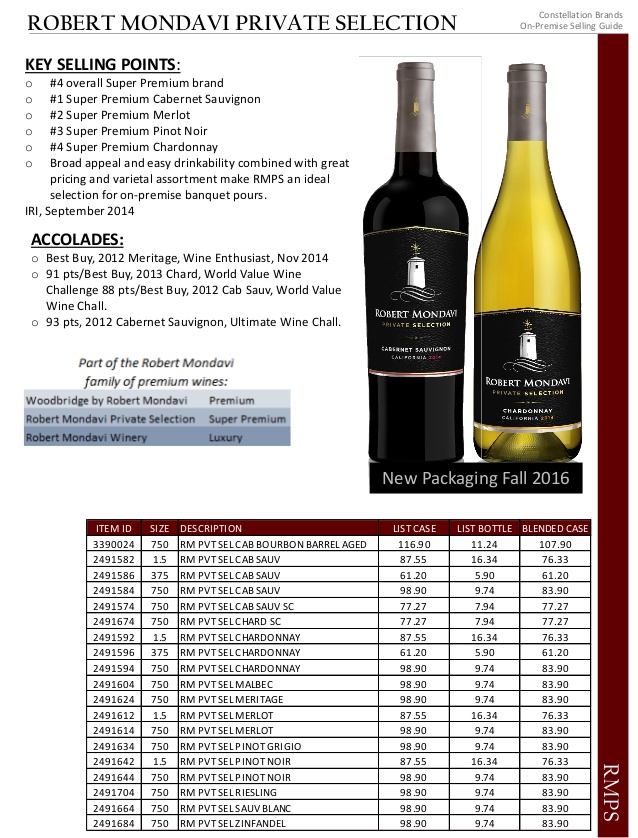 ROBERT MONDAVI PRIVATE SELECTION
Constellation Brands
On-Premise Selling Guide
KEY SELLING POINTS:
o #4 overall Super Premium brand
o #1 Super Premium Cabernet Sauvignon
o #2 Super Premium Merlot
o #3 Super Premium Pinot Noir
o #4 Super Premium Chardonnay
o Broad appeal and easy drinkability combined with great
pricing and varietal assortment make RMPS an ideal
selection for on-premise banquet pours.
IRI, September 2014
ACCOLADES:
o Best Buy, 2012 Meritage, Wine Enthusiast, Nov 2014
o 91 pts/Best Buy, 2013 Chard, World Value Wine
Challenge 88 pts/Best Buy, 2012 Cab Sauv, World Value
Wine Chall.
o 93 pts, 2012 Cabernet Sauvignon, Ultimate Wine Chall.
Part of the Robert Mondavi
family of premium wines:
Woodbridge by Robert Mondavi Premium
Robert Mondavi Private Selection Super Premium
Robert Mondavi Winery Luxury
ROBERT MONDAVI
PRIVATE SELECTION
CABERNET SAUVIGNON
CALIFORNIA 2014
ROBERT MONDAVI
PRIVATE SELECTION
CHARDONNAY
CALIFORNIA 2014
New Packaging Fall 2016
ITEM ID SIZE DESCRIPTION LIST CASE LIST BOTTLE BLENDED CASE
3390024 750 RM PVT SEL CAB BOURBON BARREL AGED 116.90 11.24 107.90
2491582 1.5 RM PVT SEL CAB SAUV 87.55 16.34 76.33
2491586 375 RM PVT SEL CAB SAUV 61.20 5.90 61.20
2491584 750 RM PVT SEL CAB SAUV 98.90 9.74 83.90
2491574 750 RM PVT SEL CAB SAUV SC 77.27 7.94 77.27
2491674 750 RM PVT SEL CHARD SC 77.27 7.94 77.27
2491592 1.5 RM PVT SEL CHARDONNAY 87.55 16.34 76.33
2491596 375 RM PVT SEL CHARDONNAY 61.20 5.90 61.20
2491594 750 RM PVT SEL CHARDONNAY 98.90 9.74 83.90
2491604 750 RM PVT SEL MALBEC 98.90 9.74 83.90
2491624 750 RM PVT SEL MERITAGE 98.90 9.74 83.90
2491612 1.5 RM PVT SEL MERLOT 87.55 16.34 76.33
2491614 750 RM PVT SEL MERLOT 98.90 9.74 83.90
2491634 750 RM PVT SEL PINOT GRIGIO 98.90 9.74 83.90
2491642 1.5 RM PVT SEL PINOT NOIR 87.55 16.34 76.33
2491644 750 RM PVT SEL PINOT NOIR 98.90 9.74 83.90
2491704 750 RM PVT SEL RIESLING 98.90 9.74 83.90
2491664 750 RM PVT SEL SAUV BLANC 98.90 9.74 83.90
2491684 750 RM PVT SEL ZINFANDEL 98.90 9.74 83.90
RMPS